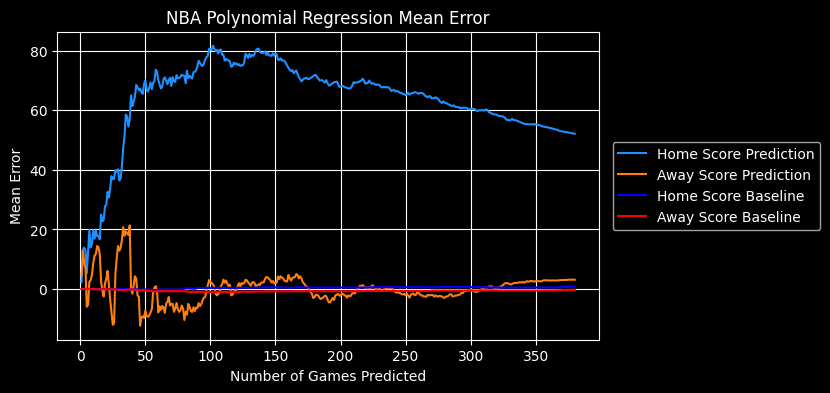 NBA Polynomial Regression Mean Error
80
60
40
20
0
Mean Error
0 50 100 150 200 250 300 350
Number of Games Predicted
Home Score Prediction
Away Score Prediction
Home Score Baseline
Away Score Baseline